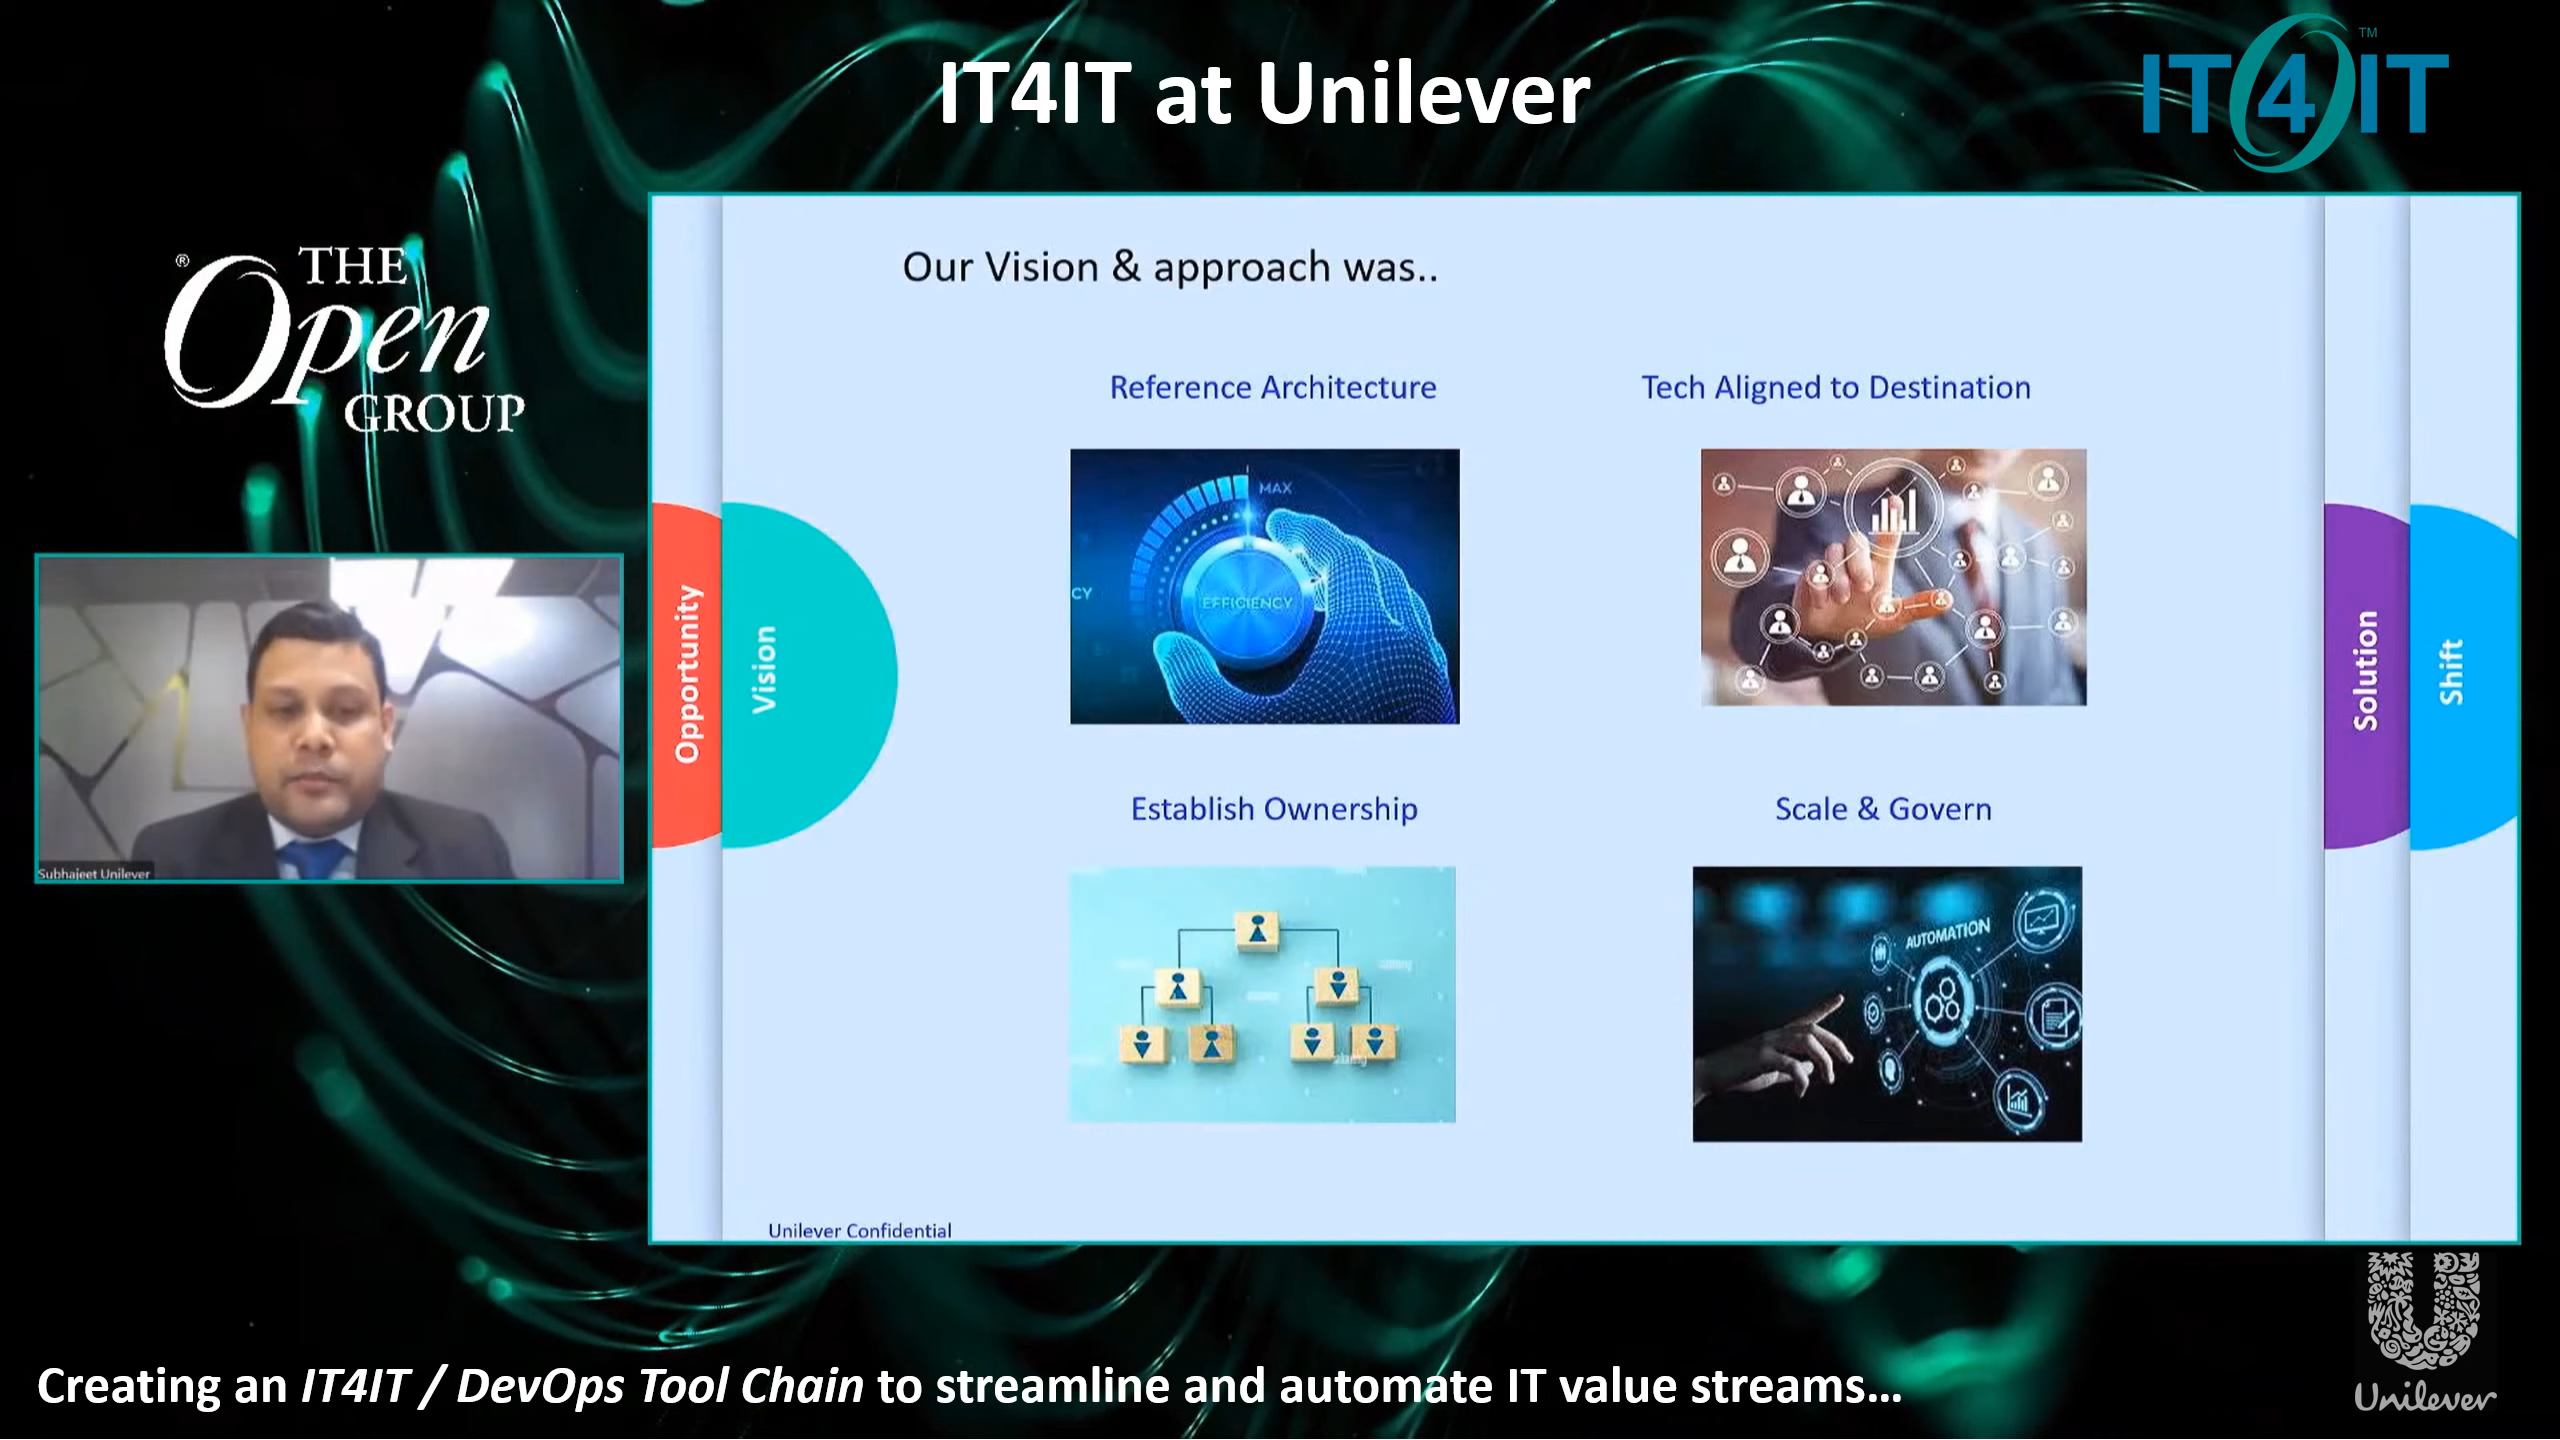 IT4IT at Unilever
IT4IT™
® THE
Open
GROUP
Our Vision & approach was..
Reference Architecture
Tech Aligned to Destination
MAX
CY
EFFICIENCY
Opportunity
Vision
Solution
Shift
Establish Ownership
Scale & Govern
AUTOMATION
Subhajeet Unilever
Unilever Confidential
Creating an IT4IT / DevOps Tool Chain to streamline and automate IT value streams...
Unilever